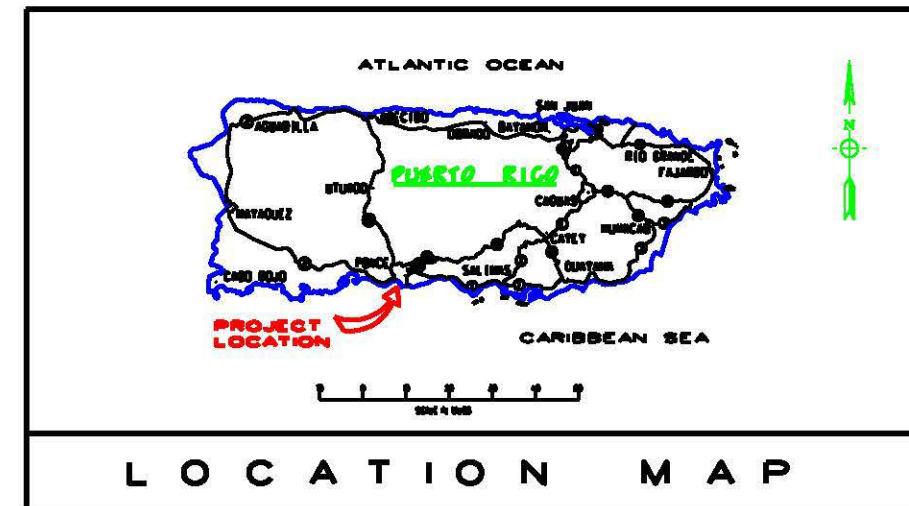 ATLANTIC OCEAN
SAN JUAN
AGUADILLA
DORADO
BAYAMON
N
RIO GRANDE
FAJARDO
PUERTO RICO
UTUADO
CAGUAS
MAYAGUEZ
HUMACAO
CAYEY
PONCE
SALINAS
GUAYAMA
CABO ROJO
PROJECT
LOCATION
CARIBBEAN SEA
LOCATION MAP